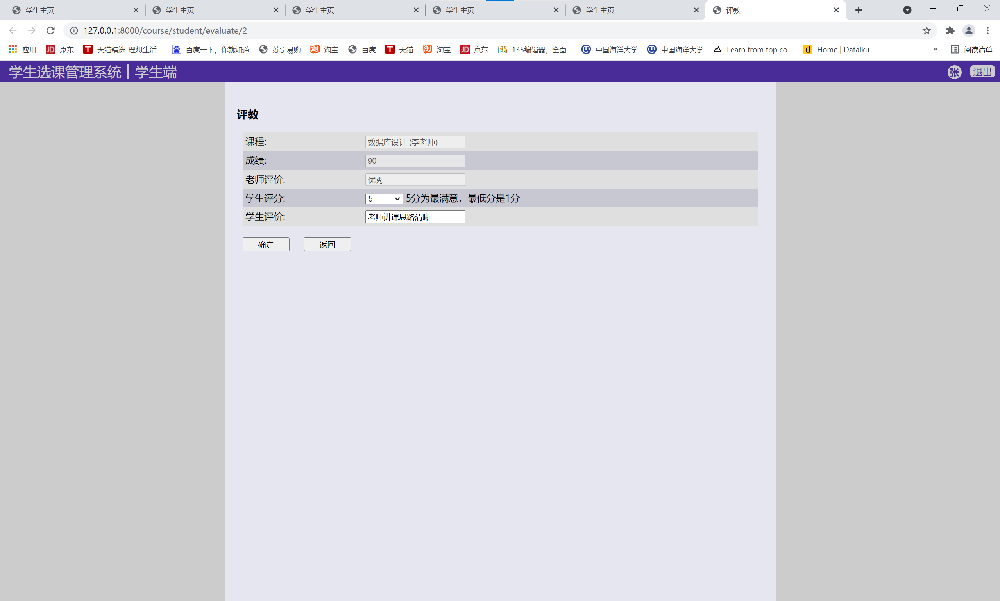 学生主页 学生主页 学生主页 学生主页 学生主页 评教
127.0.0.1:8000/course/student/evaluate/2
应用 JD 京东 T 天猫精选-理想生活... 百度一下，你就知道 苏宁易购 淘 淘宝 百度 T 天猫 淘 淘宝 JD 京东 135 135编辑器，全面... 中国海洋大学 中国海洋大学 Learn from top co... d Home | Dataiku » 阅读清单
学生选课管理系统 | 学生端 张 退出
评教
课程: 数据库设计 (李老师)
成绩: 90
老师评价: 优秀
学生评分: 5 5分为最满意，最低分是1分
学生评价: 老师讲课思路清晰
确定 返回